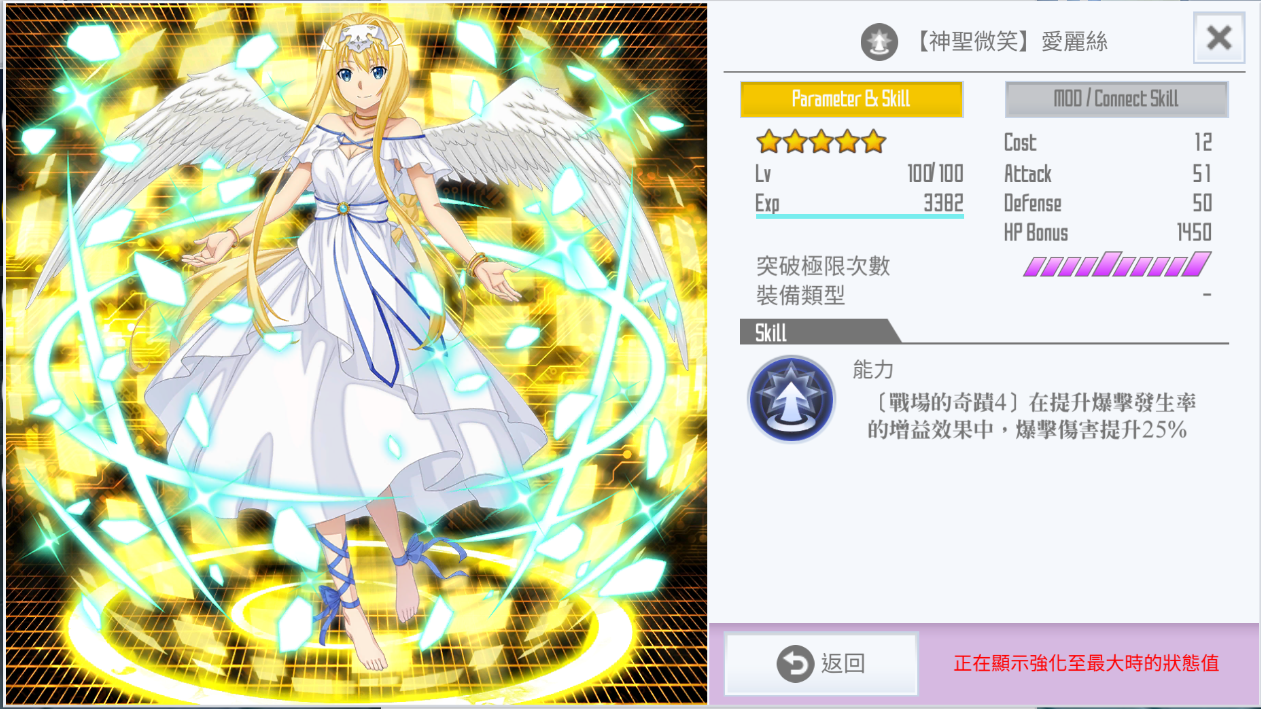 【神聖微笑】愛麗絲
Parameter & Skill
MOD / Connect Skill
Lv 100/100
Exp 3382
Cost 12
Attack 51
Defense 50
HP Bonus 1450
突破極限次數
裝備類型 -
Skill
能力
〔戰場的奇蹟4〕在提升爆擊發生率
的增益效果中，爆擊傷害提升25%
返回
正在顯示強化至最大時的狀態值